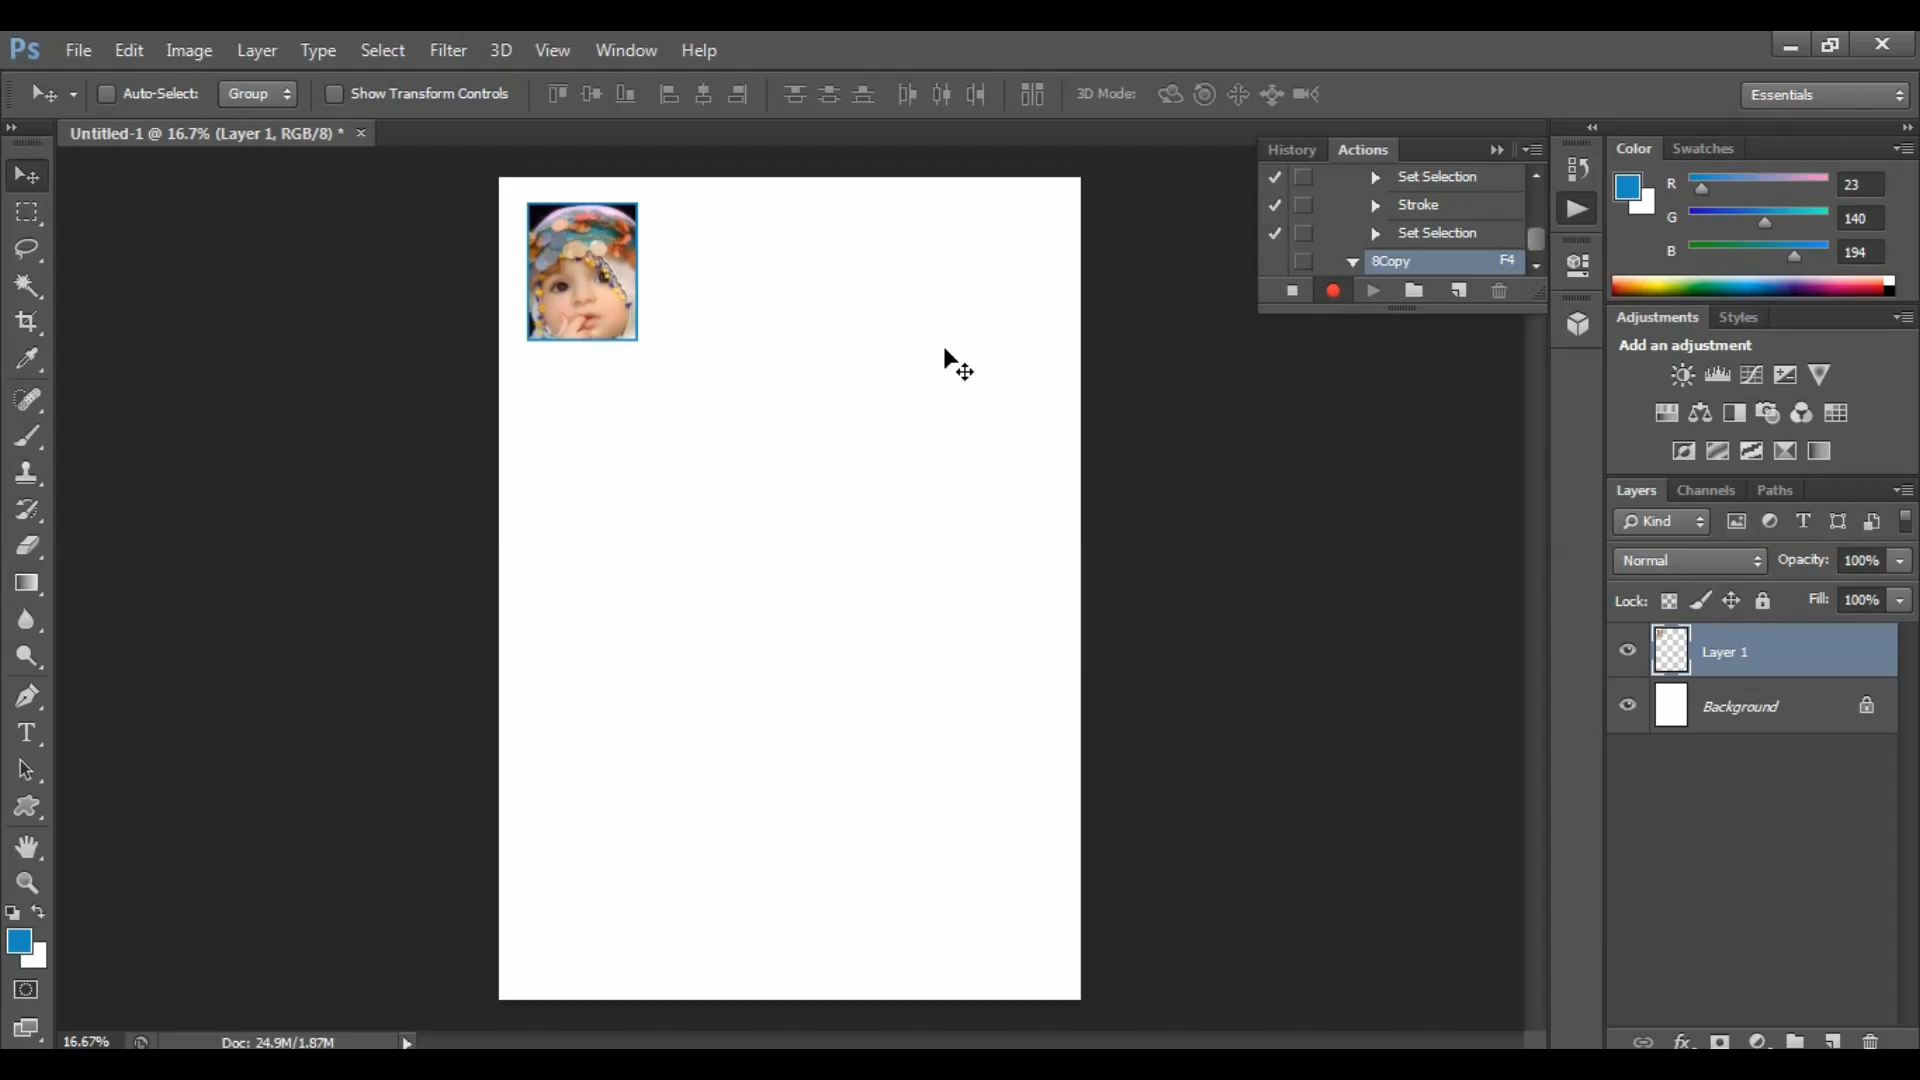 Ps File Edit Image Layer Type Select Filter 3D View Window Help
Auto-Select: Group Show Transform Controls 3D Mode: Essentials
Untitled-1 @ 16.7% (Layer 1, RGB/8) * ×
History Actions
Set Selection
Stroke
Set Selection
8Copy F4
Color Swatches
R 23
G 140
B 194
Adjustments Styles
Add an adjustment
Layers Channels Paths
Kind
Normal Opacity: 100%
Lock: Fill: 100%
Layer 1
Background
16.67% Doc: 24.9M/1.87M